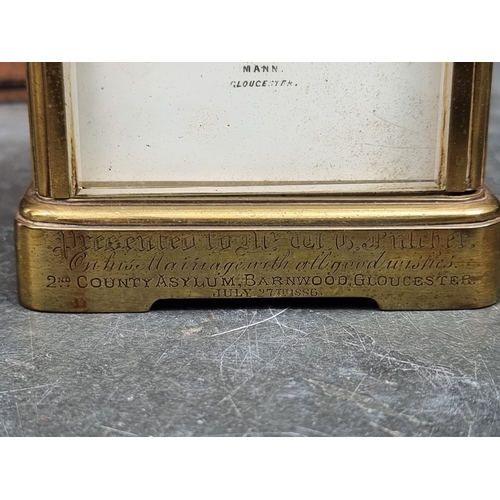 MANN.
GLOUCESTER.
Presented to Mr W. G. Pulcher,
On his Marriage with all good wishes.
2ND COUNTY ASYLUM, BARNWOOD, GLOUCESTER.
JULY 27TH 1886.